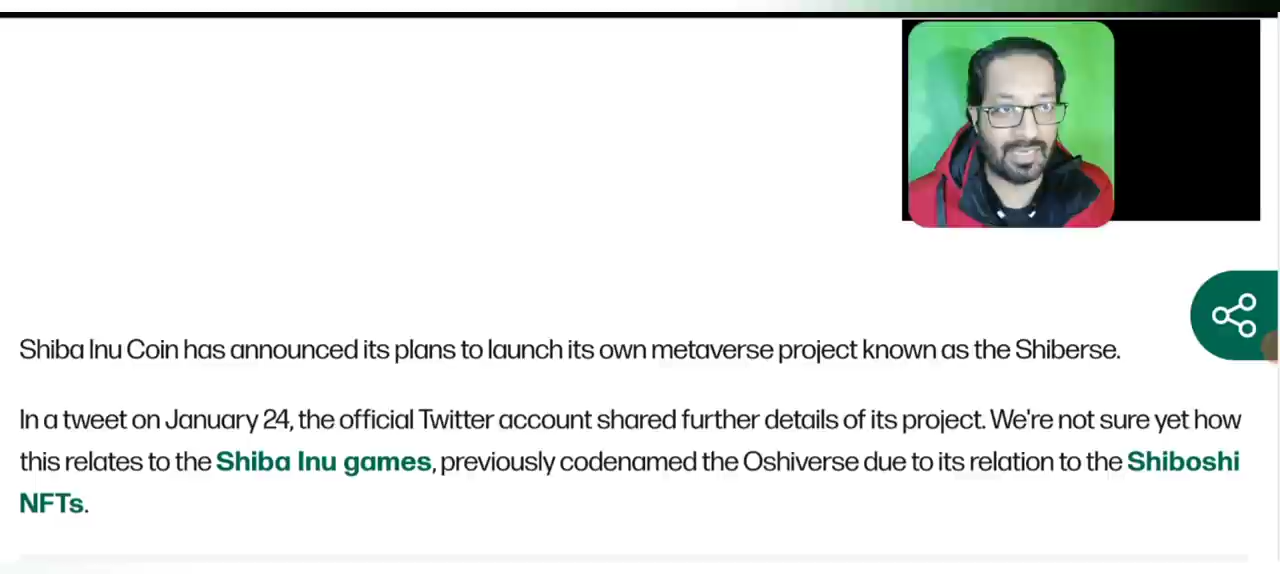 Shiba Inu Coin has announced its plans to launch its own metaverse project known as the Shiberse.
In a tweet on January 24, the official Twitter account shared further details of its project. We're not sure yet how
this relates to the Shiba Inu games, previously codenamed the Oshiverse due to its relation to the Shiboshi
NFTs.